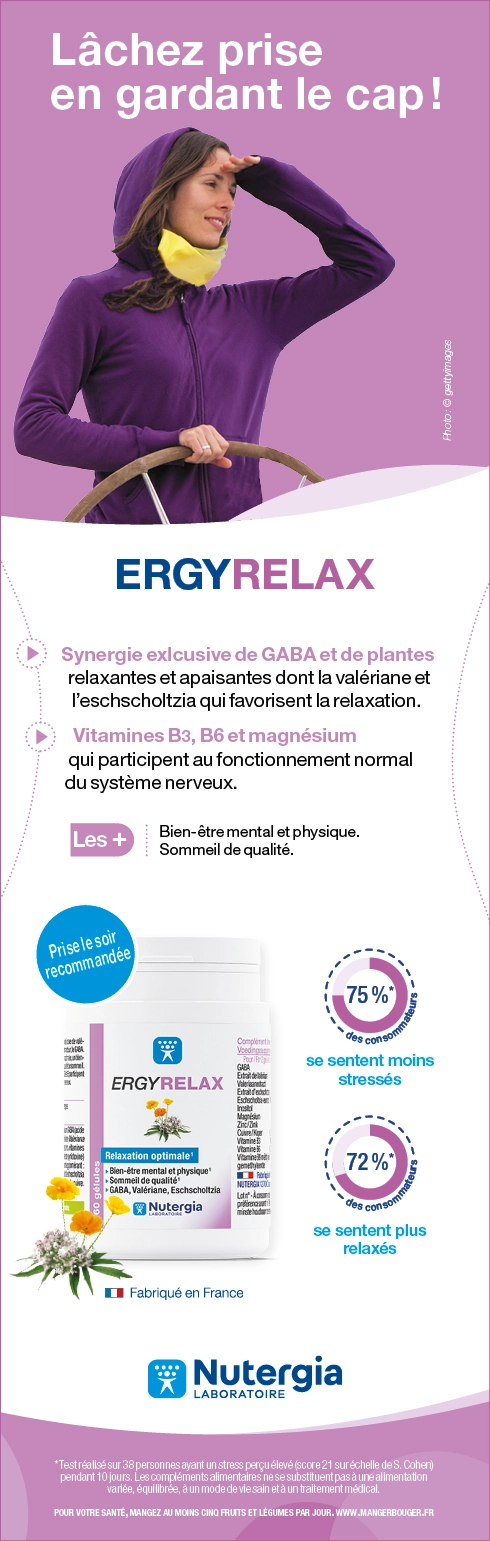 Lâchez prise
en gardant le cap !
Photo : © gettyimages
ERGYRELAX
Synergie exlcusive de GABA et de plantes
relaxantes et apaisantes dont la valériane et
l'eschscholtzia qui favorisent la relaxation.
Vitamines B3, B6 et magnésium
qui participent au fonctionnement normal
du système nerveux.
Les +
Bien-être mental et physique.
Sommeil de qualité.
Prise le soir
recommandée
ERGYRELAX
Relaxation optimale¹
Bien-être mental et physique¹
Sommeil de qualité¹
GABA, Valériane, Eschscholtzia
Nutergia
LABORATOIRE
60 gélules
GABA
Inositol
Magnésium
Zinc/Zink
Vitamine B3
Vitamine B6
75 %*
des consommateurs
se sentent moins
stressés
72 %*
des consommateurs
se sentent plus
relaxés
Fabriqué en France
Nutergia
LABORATOIRE
*Test réalisé sur 38 personnes ayant un stress perçu élevé (score 21 sur échelle de S. Cohen)
pendant 10 jours. Les compléments alimentaires ne se substituent pas à une alimentation
variée, équilibrée, à un mode de vie sain et à un traitement médical.
POUR VOTRE SANTÉ, MANGEZ AU MOINS CINQ FRUITS ET LÉGUMES PAR JOUR. WWW.MANGERBOUGER.FR